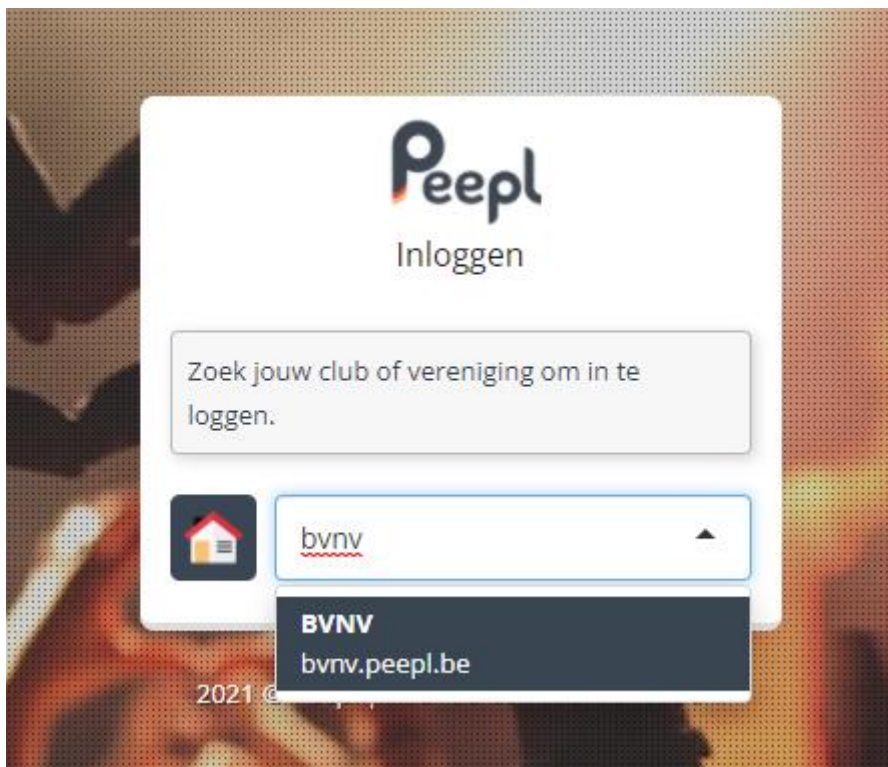 Peepl
Inloggen
Zoek jouw club of vereniging om in te
loggen.
bvnv
BVNV
bvnv.peepl.be
2021 ©